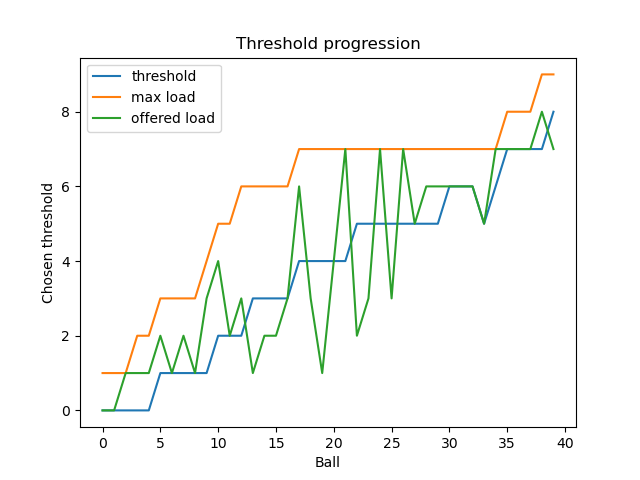 Threshold progression
threshold
max load
offered load
8
6
4
2
0
Chosen threshold
0 5 10 15 20 25 30 35 40
Ball